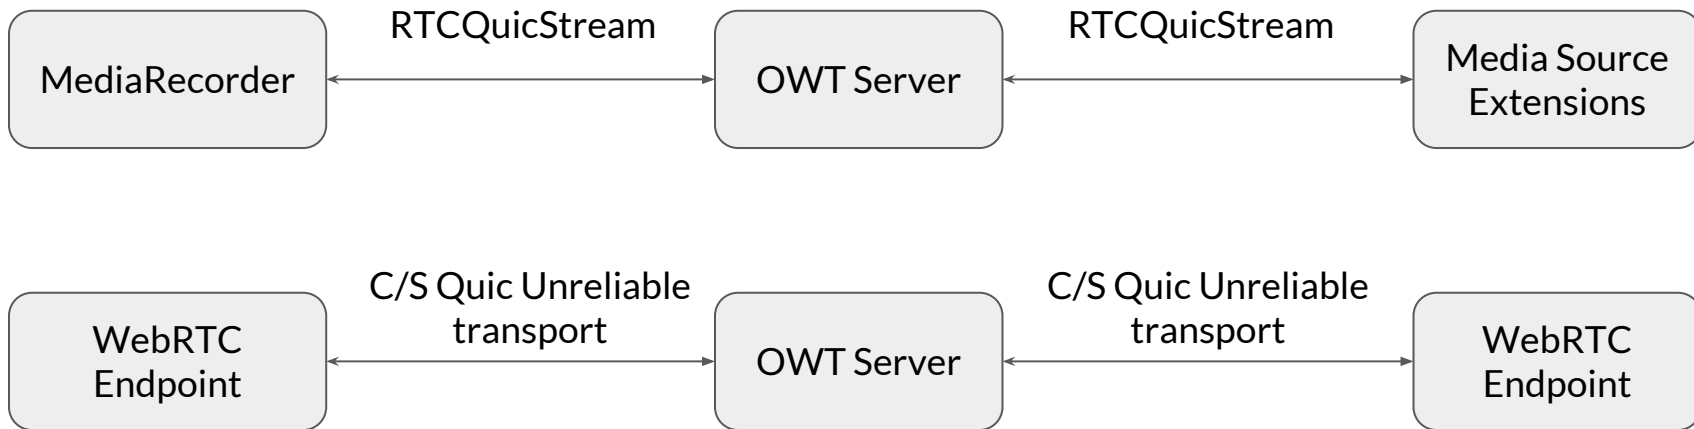 RTCQuicStream
RTCQuicStream
MediaRecorder
OWT Server
Media Source
Extensions
C/S Quic Unreliable
transport
C/S Quic Unreliable
transport
WebRTC
Endpoint
OWT Server
WebRTC
Endpoint